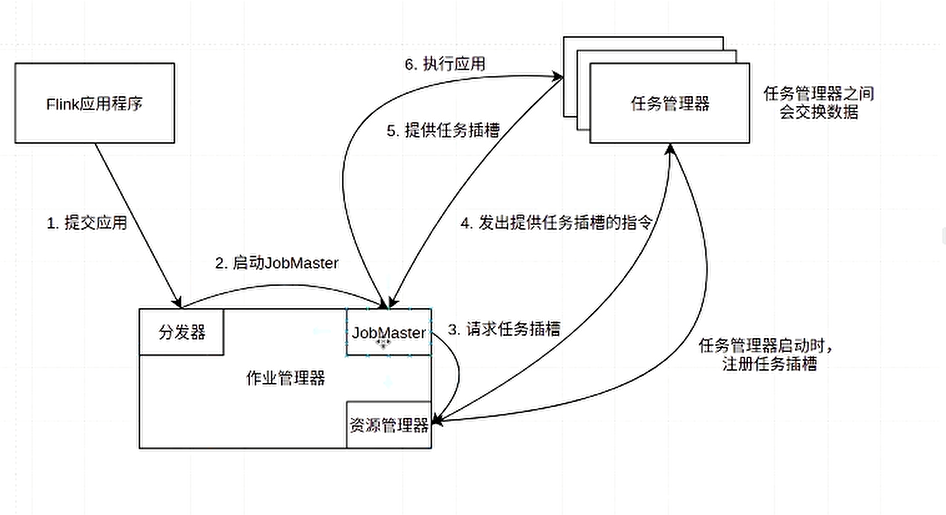 6. 执行应用
Flink应用程序
任务管理器
任务管理器之间
会交换数据
5. 提供任务插槽
1. 提交应用
4. 发出提供任务插槽的指令
2. 启动JobMaster
分发器
JobMaster
3. 请求任务插槽
任务管理器启动时，
注册任务插槽
作业管理器
资源管理器